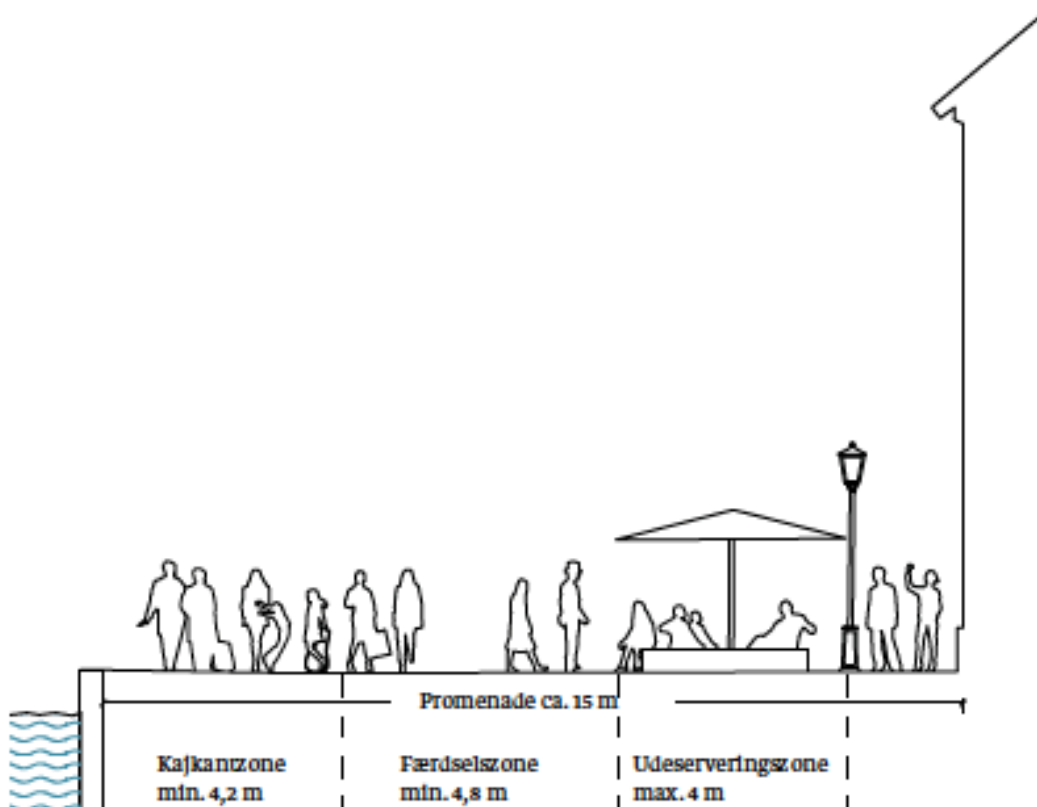 Promenade ca. 15 m
Kajkantzone
min. 4,2 m
Færdselszone
min. 4,8 m
Udeserveringszone
max. 4 m